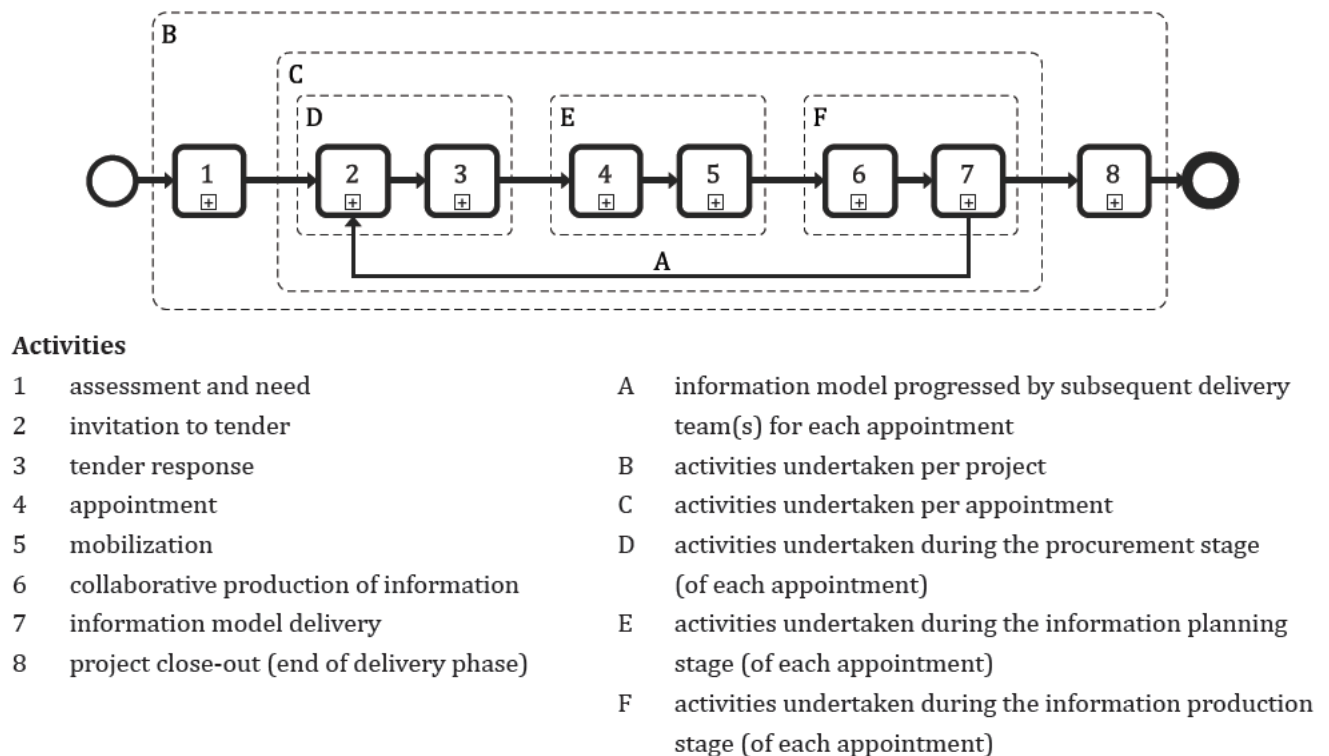 B
C
D
E
F
1
2
3
4
5
6
7
8
+
+
+
+
+
+
+
+
A
Activities
1 assessment and need
2 invitation to tender
3 tender response
4 appointment
5 mobilization
6 collaborative production of information
7 information model delivery
8 project close-out (end of delivery phase)
A information model progressed by subsequent delivery
team(s) for each appointment
B activities undertaken per project
C activities undertaken per appointment
D activities undertaken during the procurement stage
(of each appointment)
E activities undertaken during the information planning
stage (of each appointment)
F activities undertaken during the information production
stage (of each appointment)